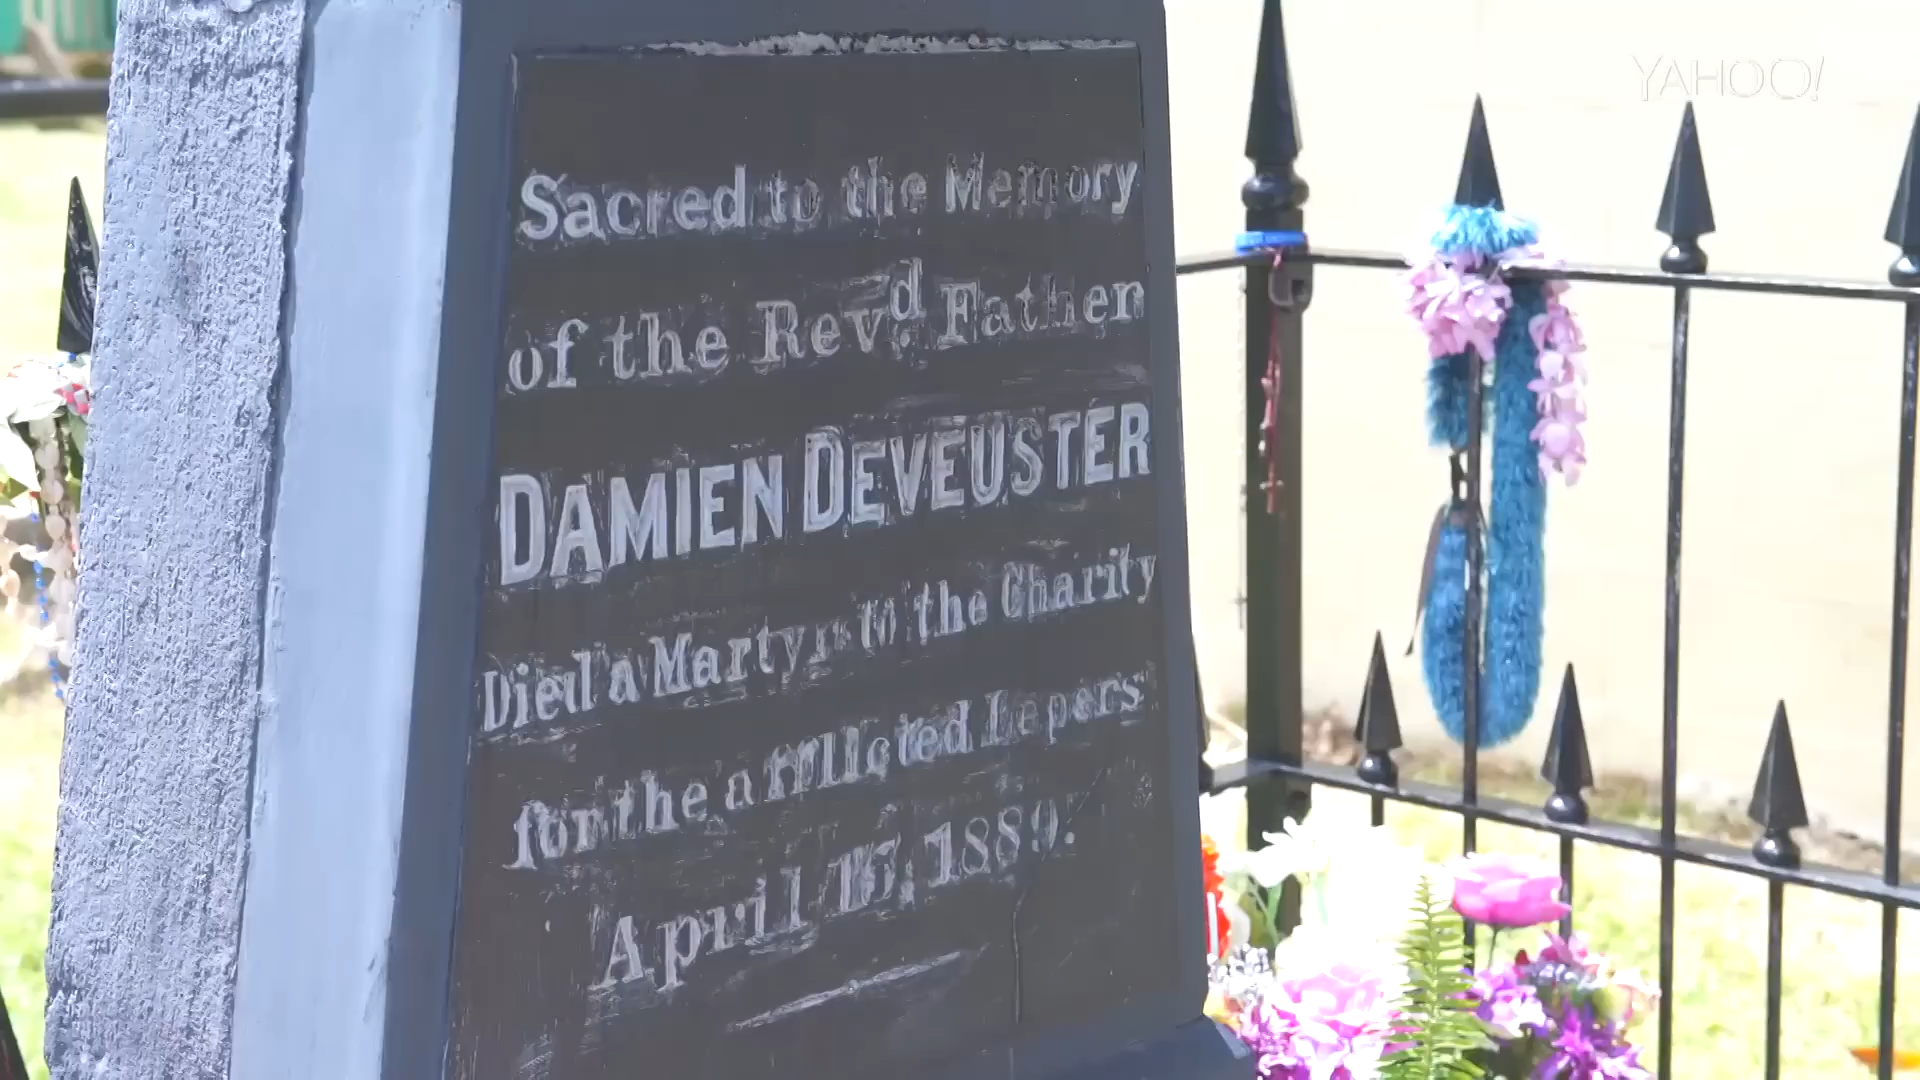 YAHOO!
Sacred to the Memory
of the Revd. Father
DAMIEN DEVEUSTER
Died a Martyr to the Charity
for the afflicted Lepers
April 15, 1889.